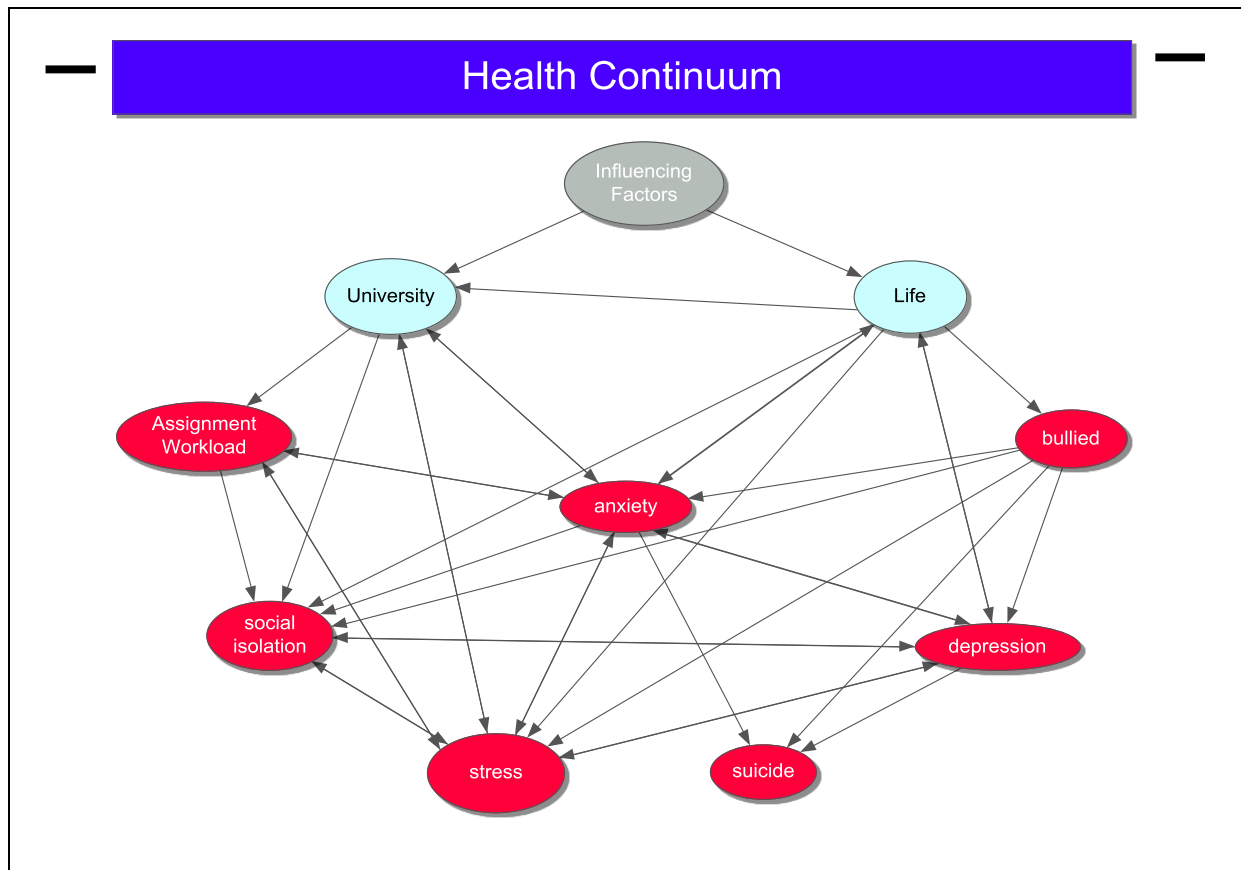 Health Continuum
Influencing
Factors
University
Life
Assignment
Workload
bullied
anxiety
social
isolation
depression
stress
suicide